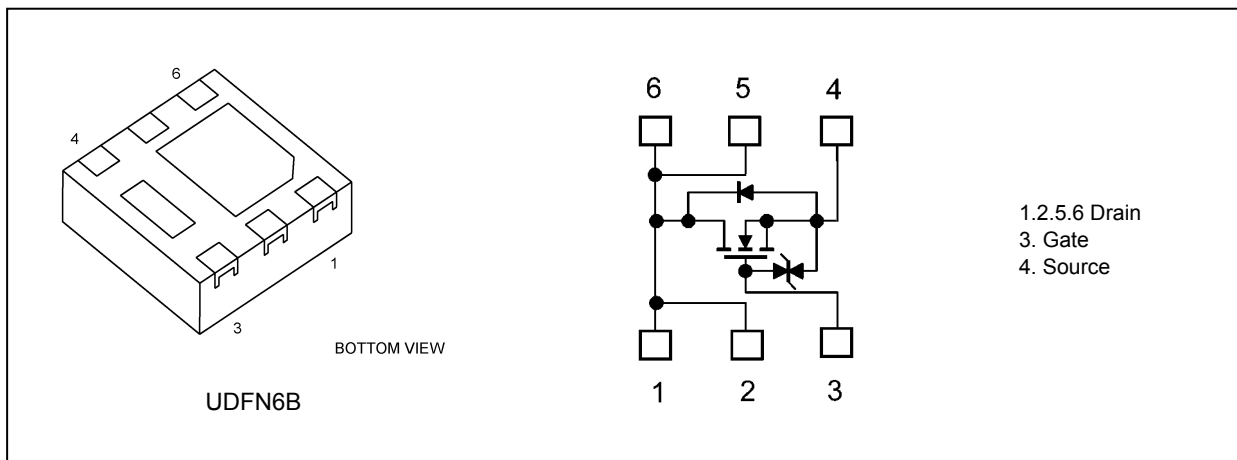 6
4
1
3
BOTTOM VIEW
UDFN6B
6 5 4
1 2 3
1.2.5.6 Drain
3. Gate
4. Source